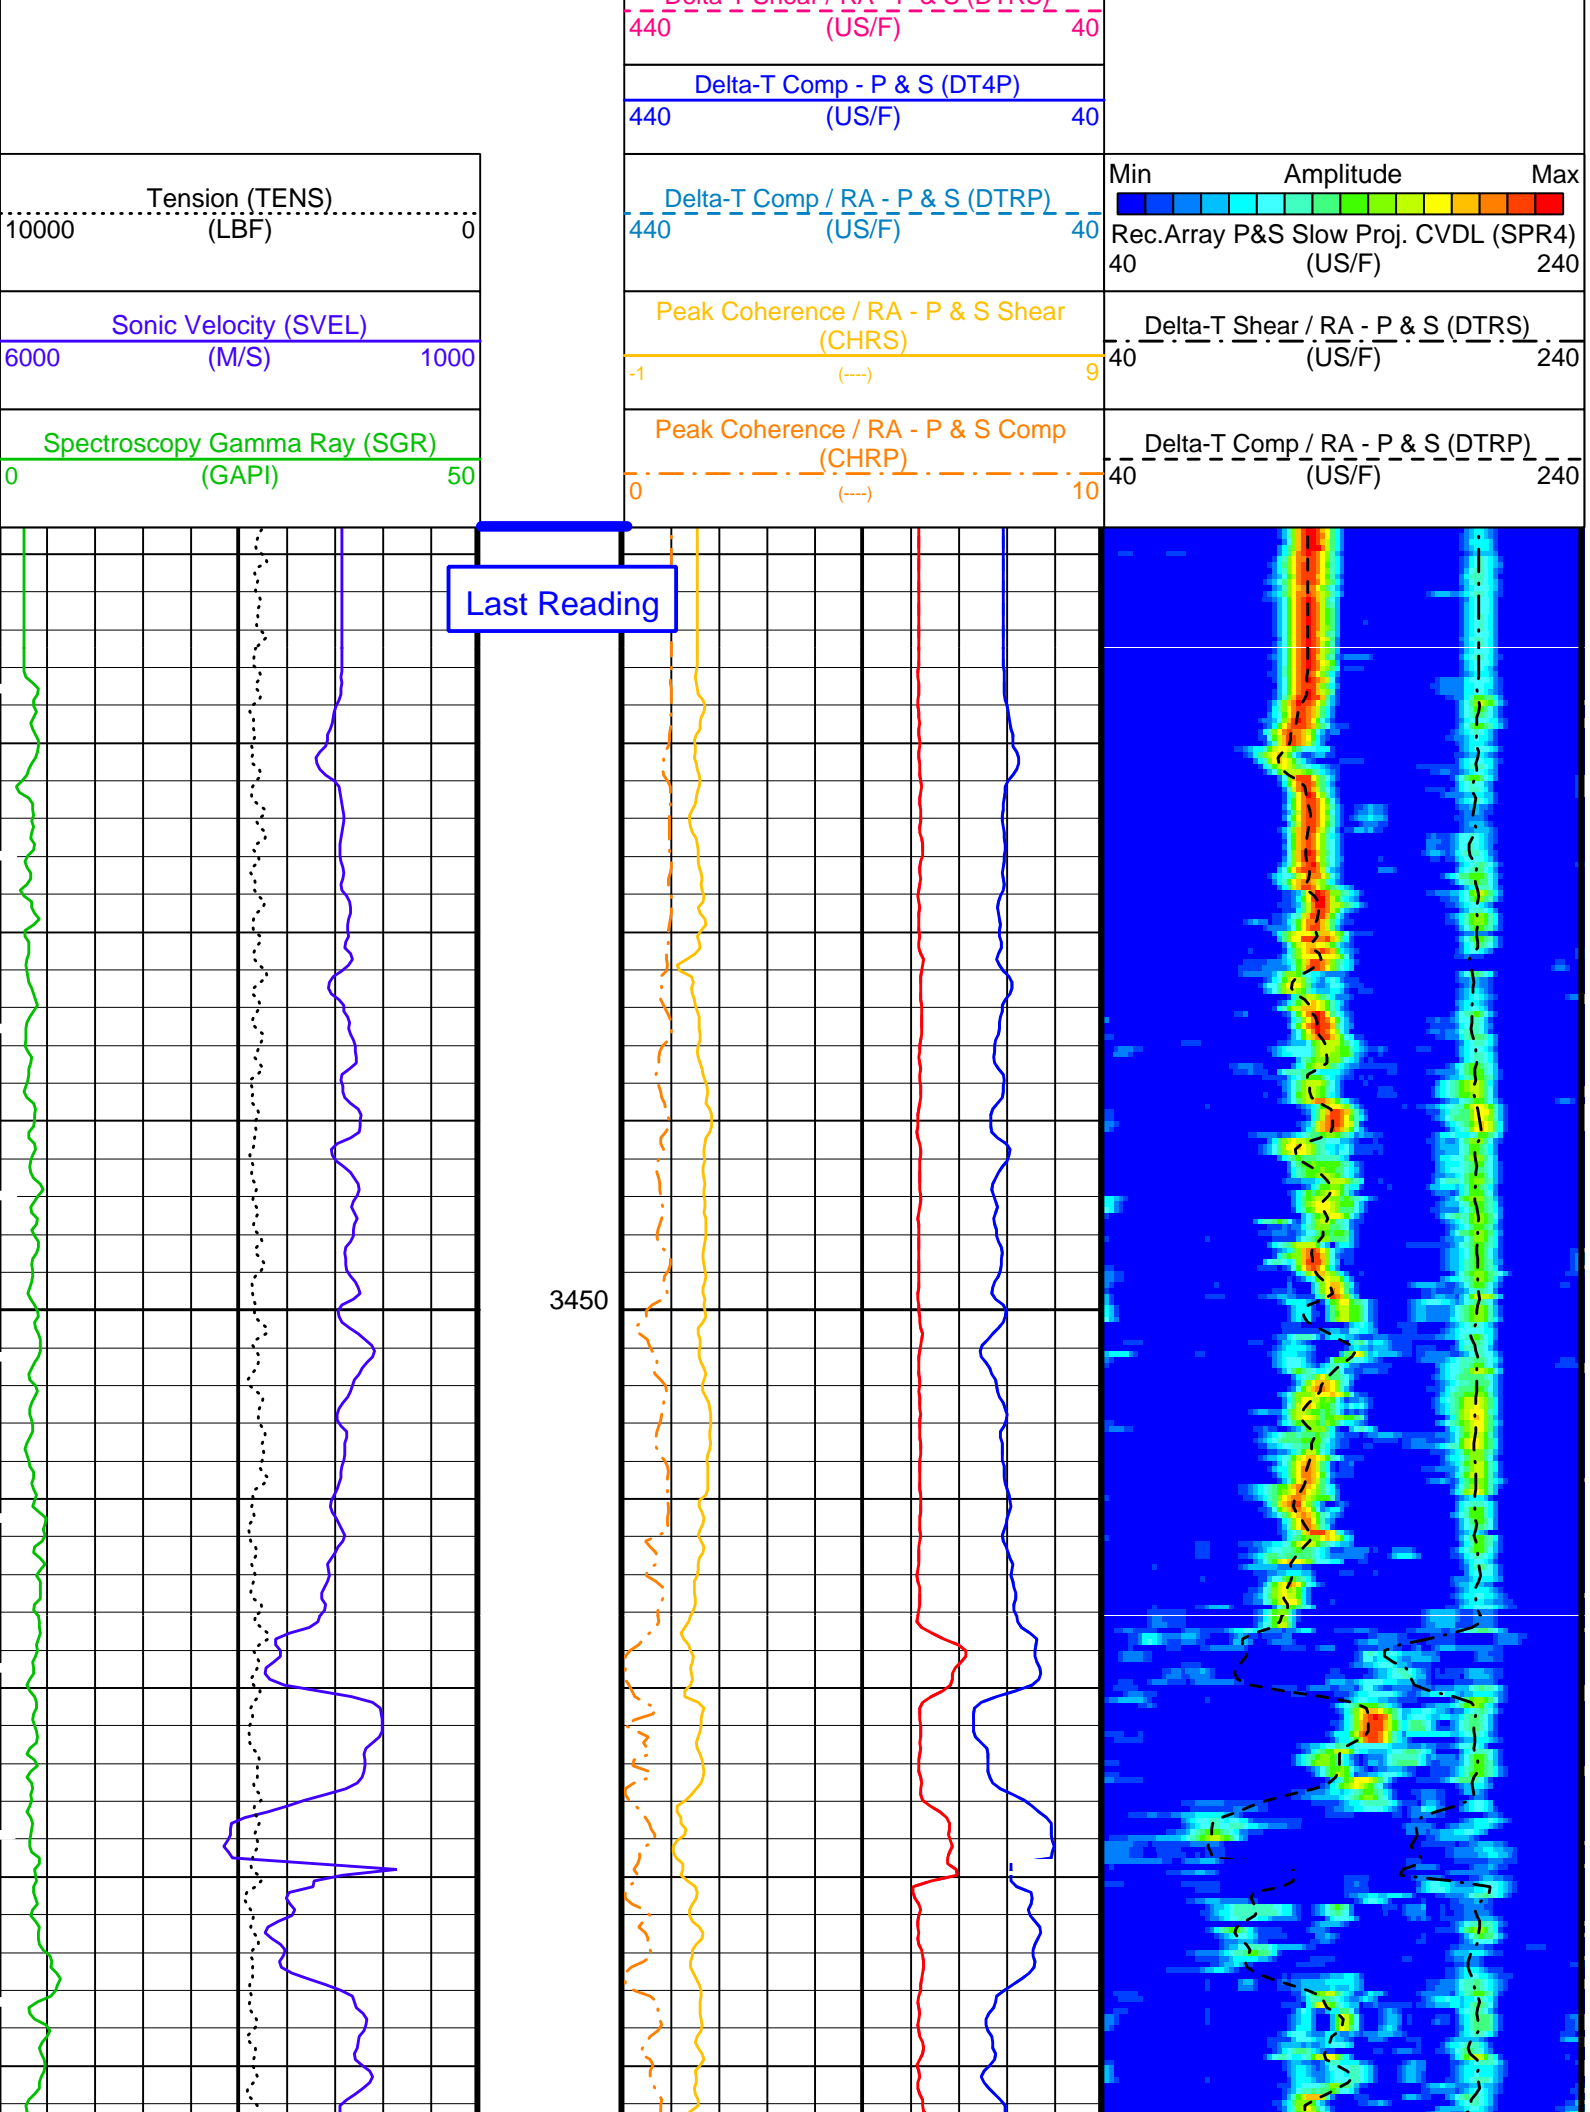 Delta-T Shear / RA - P & S (DTRS)
440 (US/F) 40
Delta-T Comp - P & S (DT4P)
440 (US/F) 40
Tension (TENS)
10000 (LBF) 0
Delta-T Comp / RA - P & S (DTRP)
440 (US/F) 40
Min Amplitude Max
Rec.Array P&S Slow Proj. CVDL (SPR4)
40 (US/F) 240
Sonic Velocity (SVEL)
6000 (M/S) 1000
Peak Coherence / RA - P & S Shear
(CHRS)
-1 (----) 9
Delta-T Shear / RA - P & S (DTRS)
40 (US/F) 240
Spectroscopy Gamma Ray (SGR)
0 (GAPI) 50
Peak Coherence / RA - P & S Comp
(CHRP)
0 (----) 10
Delta-T Comp / RA - P & S (DTRP)
40 (US/F) 240
Last Reading
3450